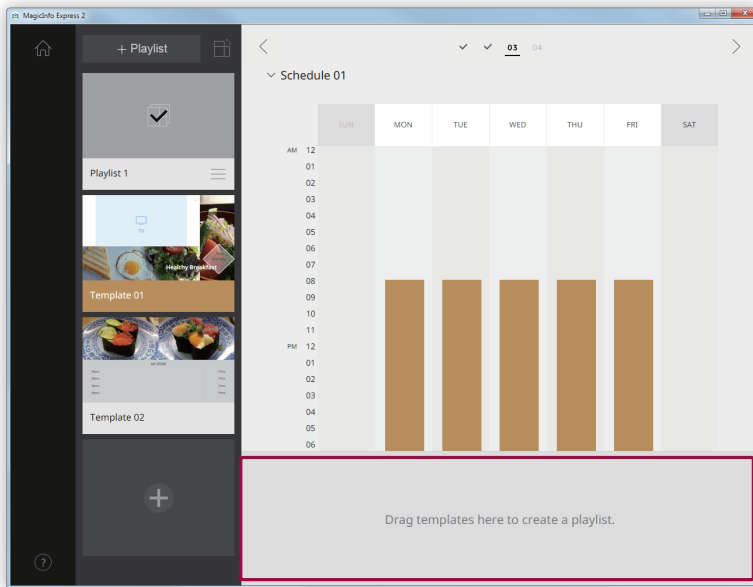 MagicInfo Express 2
+ Playlist
03 04
Schedule 01
SUN MON TUE WED THU FRI SAT
AM 12
01
02
03
04
05
06
07
08
09
10
11
PM 12
01
02
03
04
05
06
Playlist 1
TV
Healthy Breakfast
Template 01
Template 02
Drag templates here to create a playlist.
?